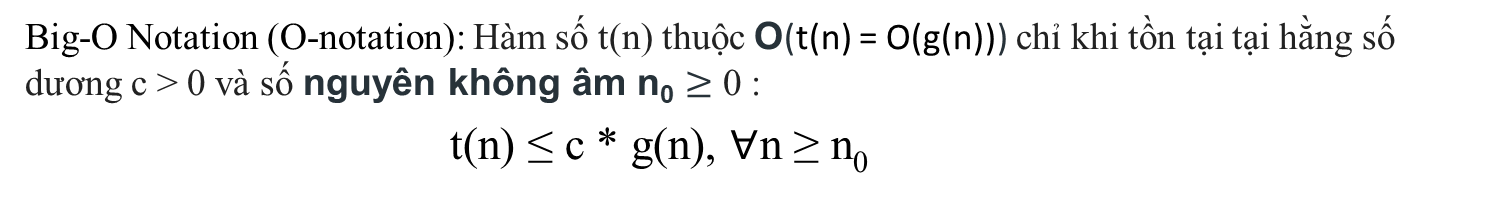 Big-O Notation (O-notation): Hàm số t(n) thuộc O(t(n) = O(g(n))) chỉ khi tồn tại tại hằng số
dương c > 0 và số nguyên không âm n₀ ≥ 0 :
t(n) ≤ c * g(n), ∀n ≥ n₀